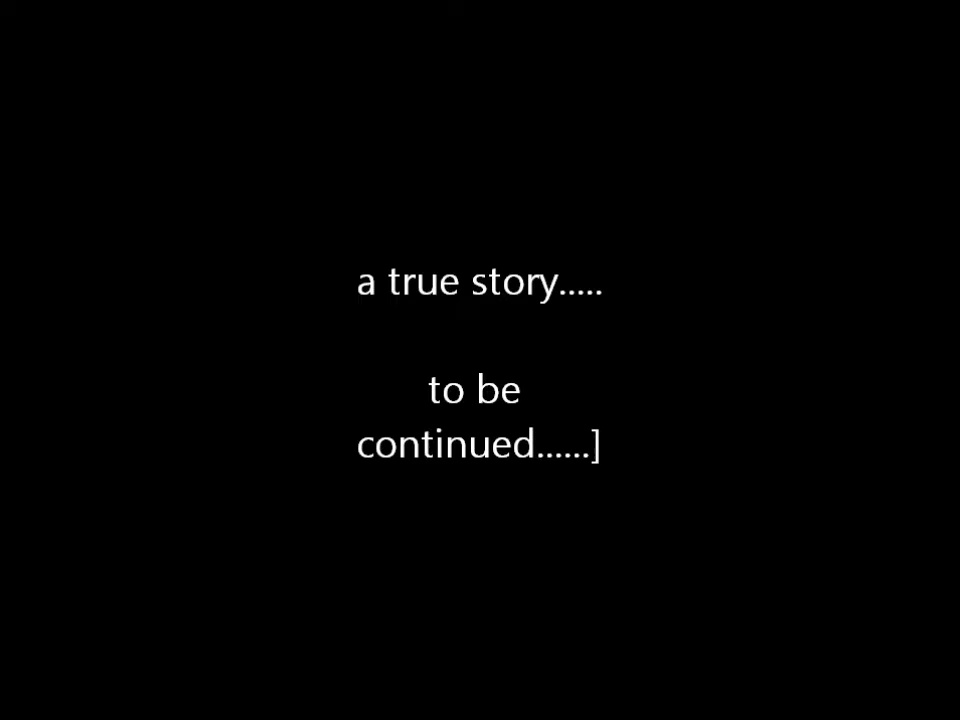 a true story.....
to be
continued......]